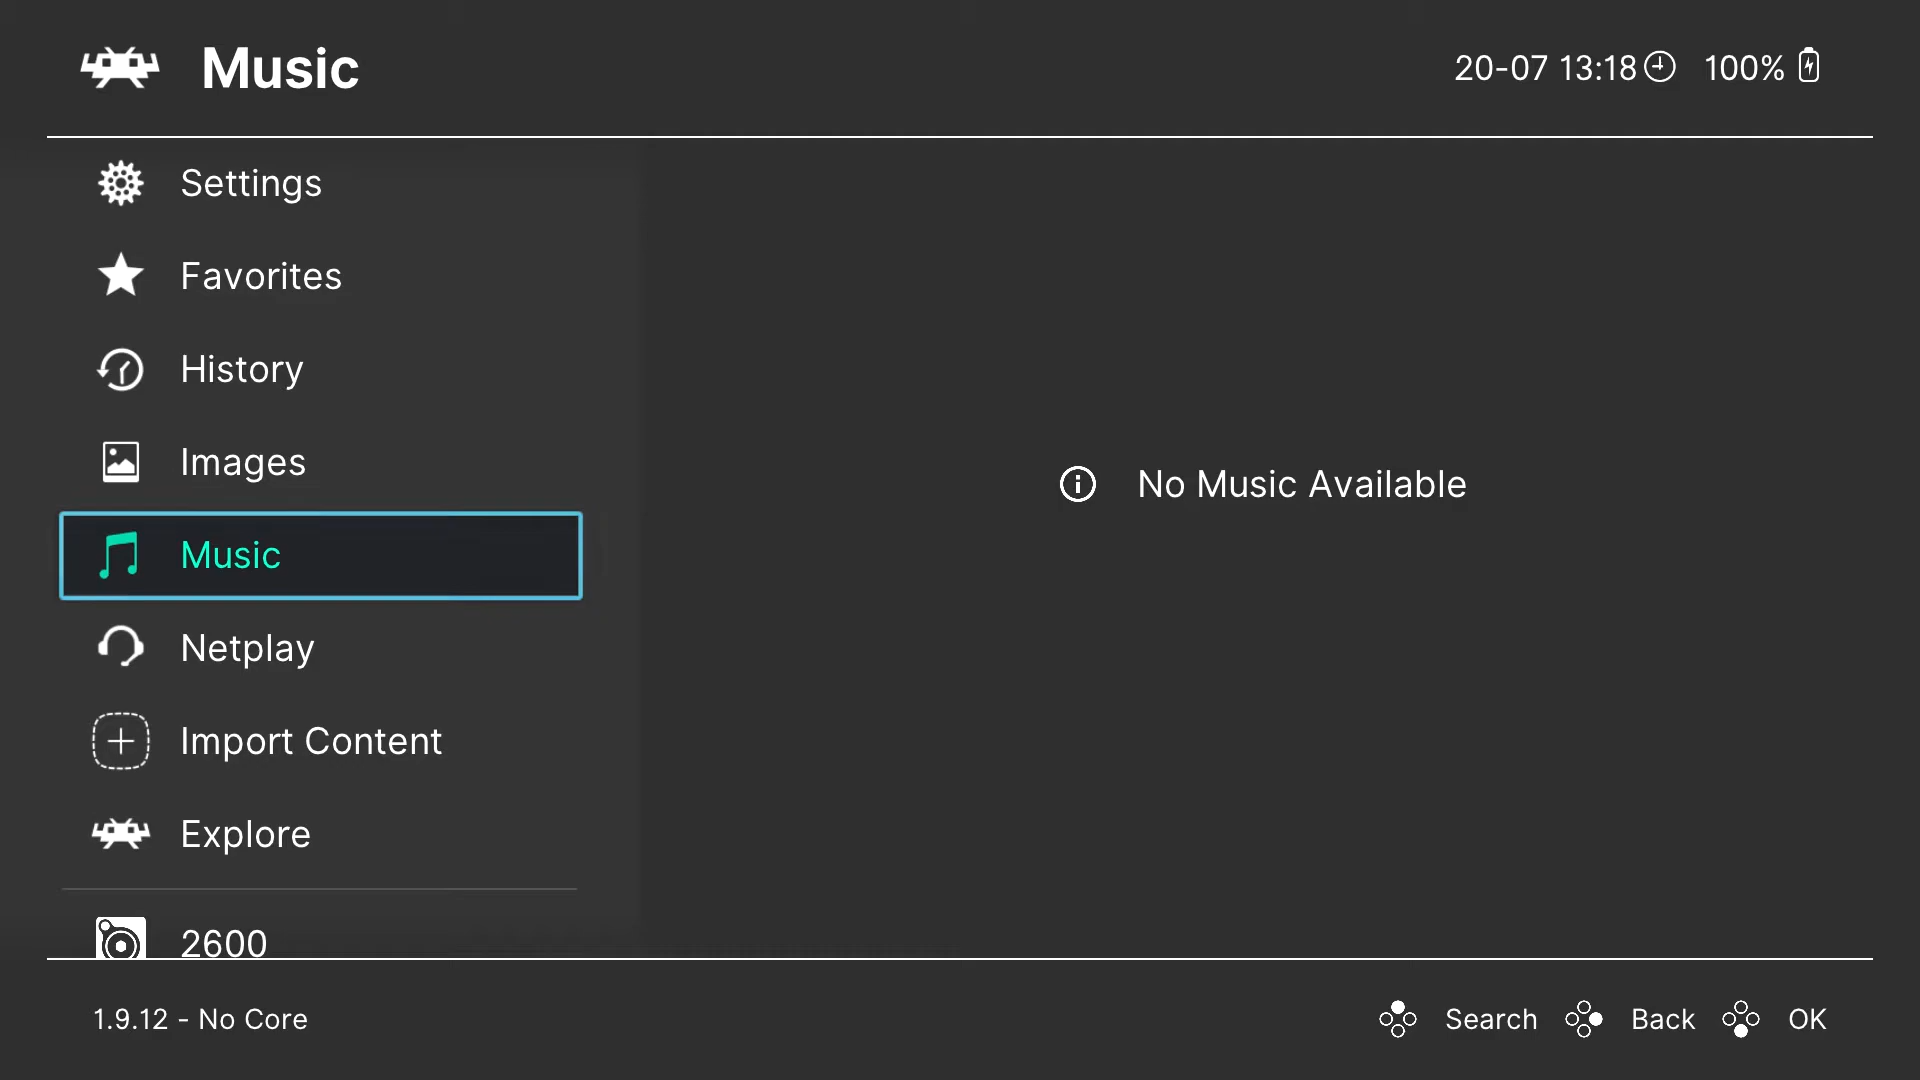 Music
20-07 13:18 100%
Settings
Favorites
History
Images
Music
Netplay
Import Content
Explore
2600
No Music Available
1.9.12 - No Core
Search Back OK